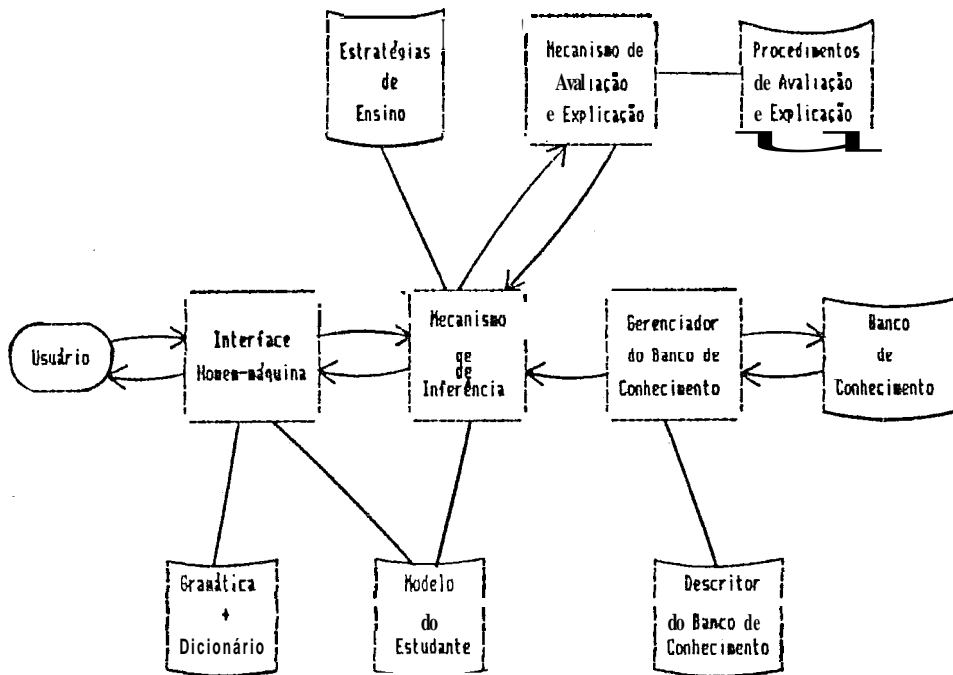 Estratégias
de
Ensino
Mecanismo de
Avaliação
e Explicação
Procedimentos
de Avaliação
e Explicação
Usuário
Interface
Homem-máquina
Mecanismo
de
de
Inferência
Gerenciador
do Banco de
Conhecimento
Banco
de
Conhecimento
Gramática
+
Dicionário
Modelo
do
Estudante
Descritor
do Banco de
Conhecimento